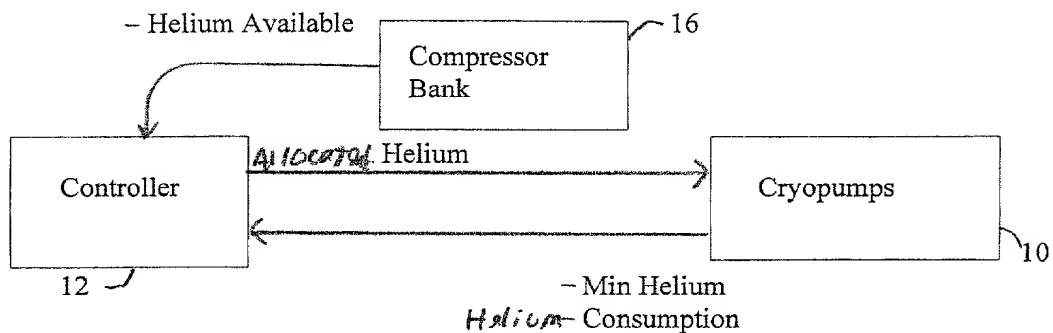 – Helium Available
16
Compressor
Bank
Allocated Helium
Controller
Cryopumps
12
10
– Min Helium
Helium – Consumption